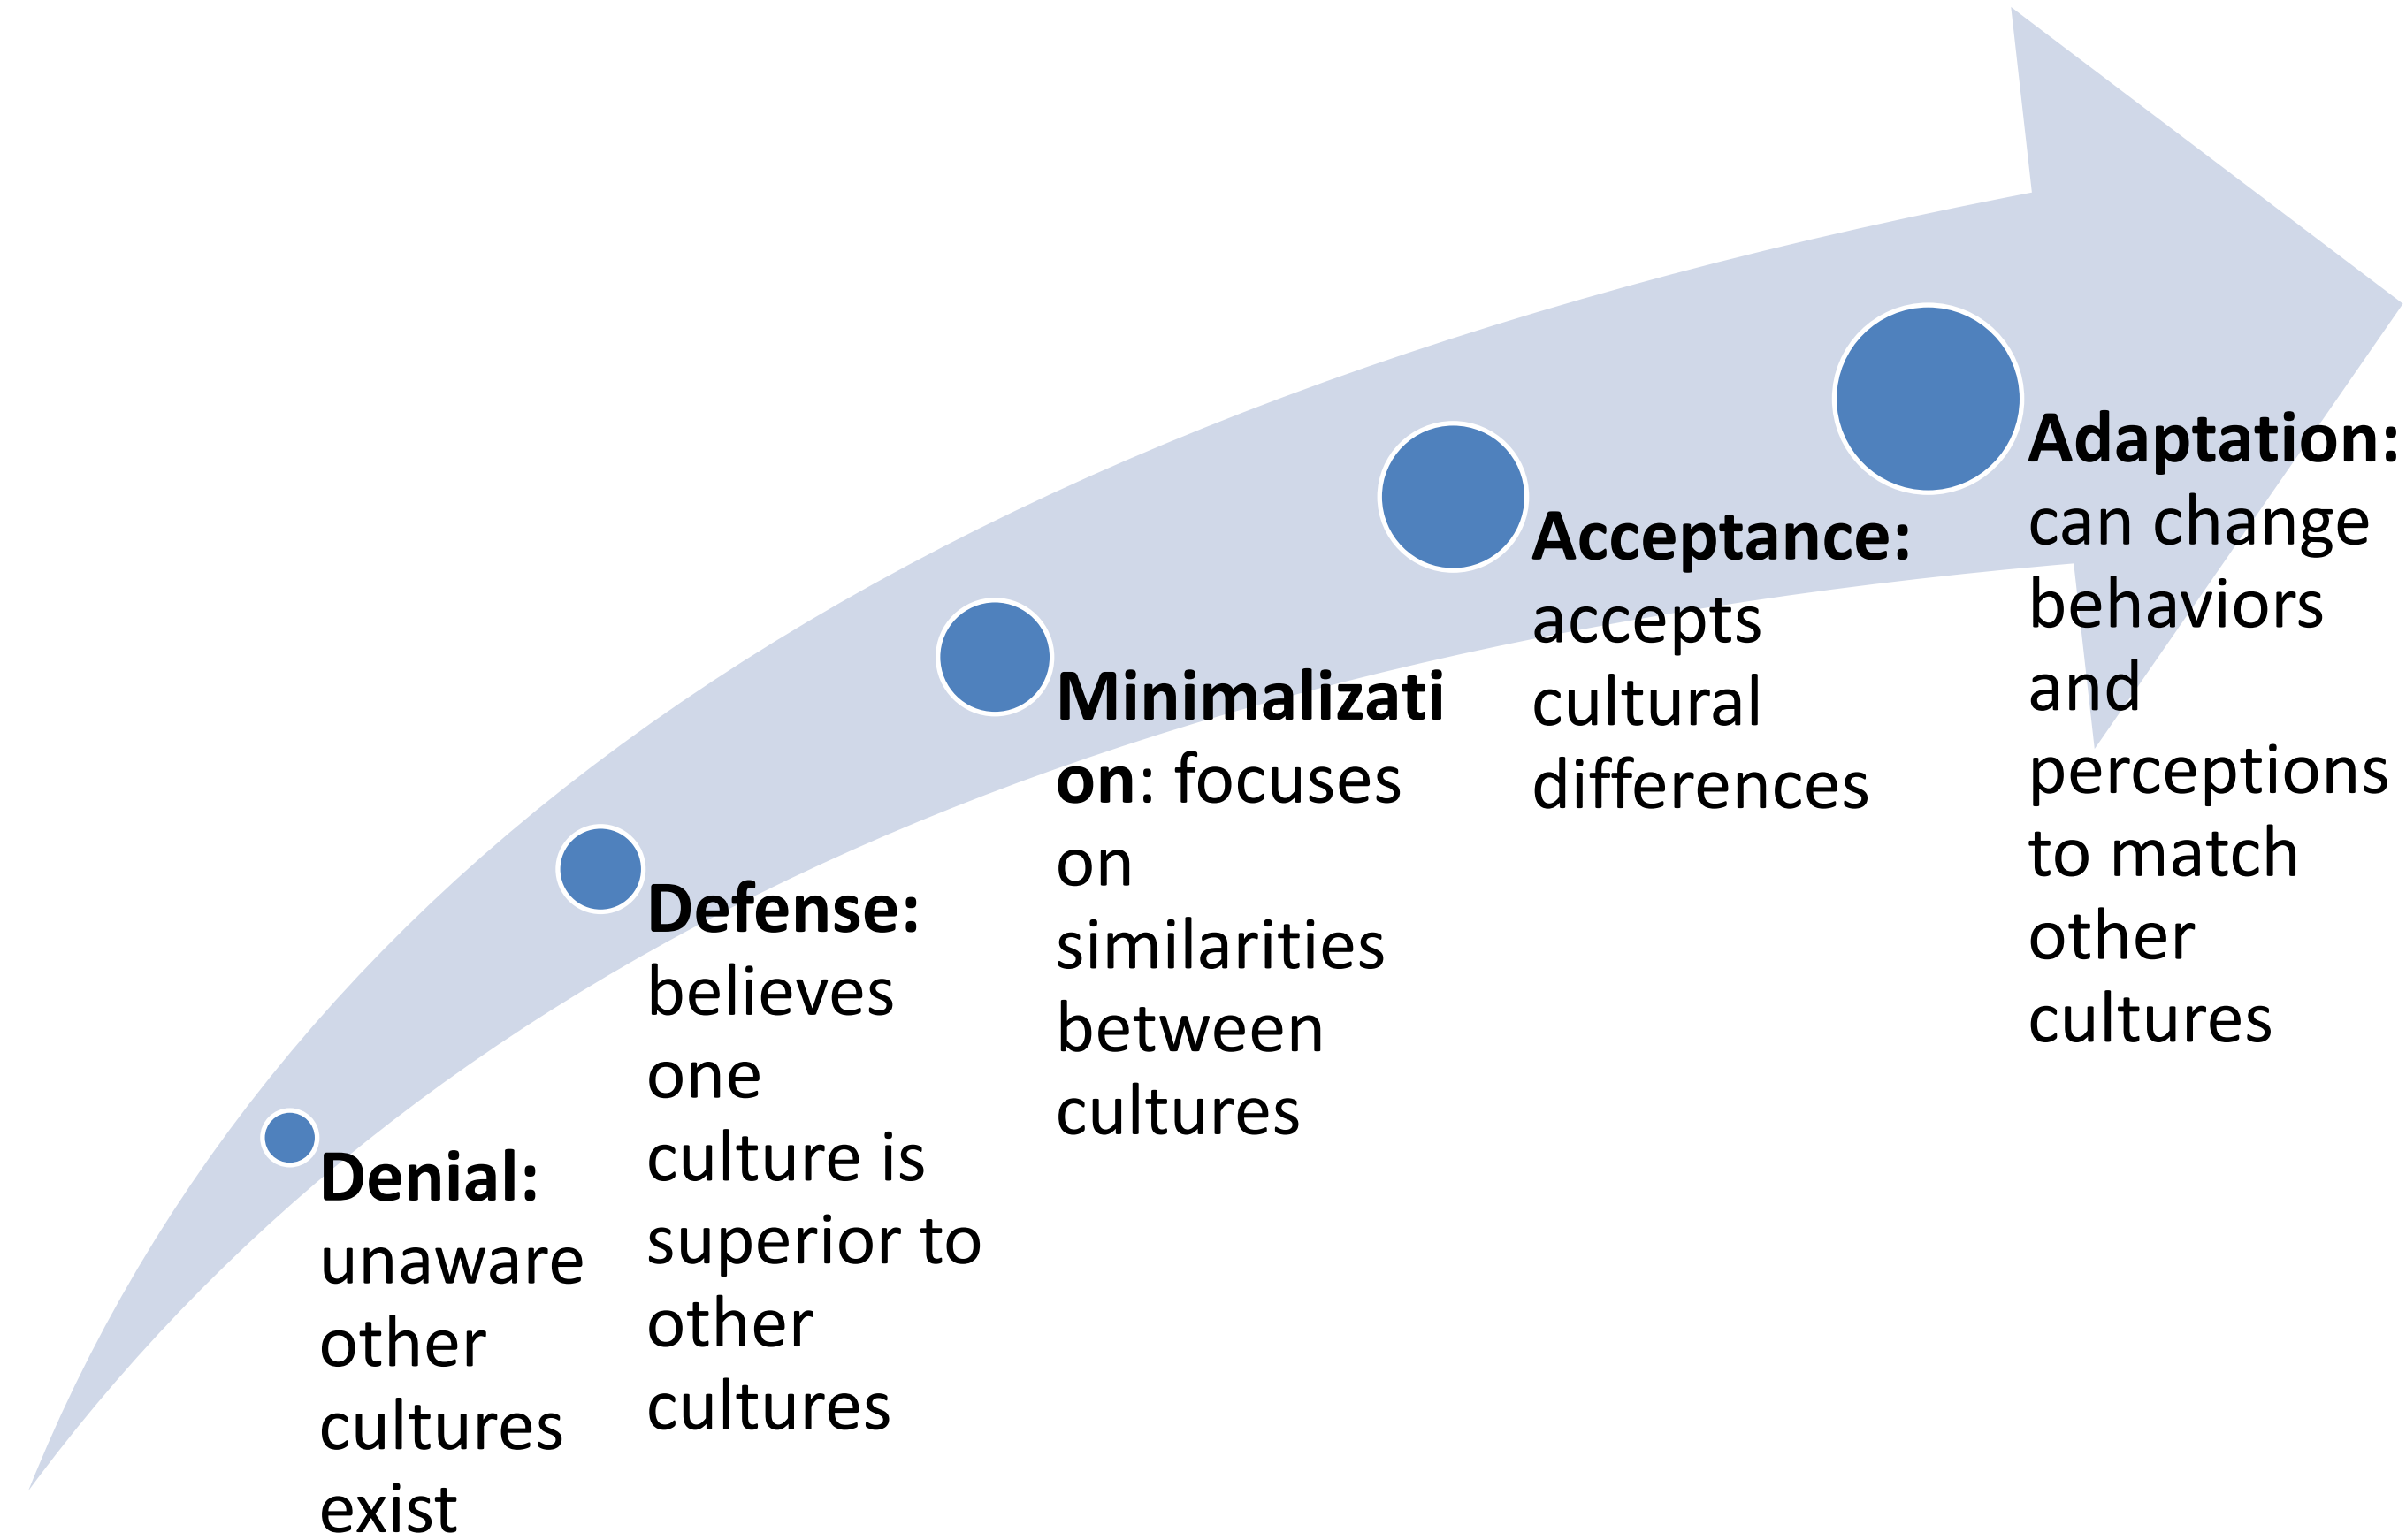 Denial:
unaware
other
cultures
exist
Defense:
believes
one
culture is
superior to
other
cultures
Minimalizati
on: focuses
on
similarities
between
cultures
Acceptance:
accepts
cultural
differences
Adaptation:
can change
behaviors
and
perceptions
to match
other
cultures